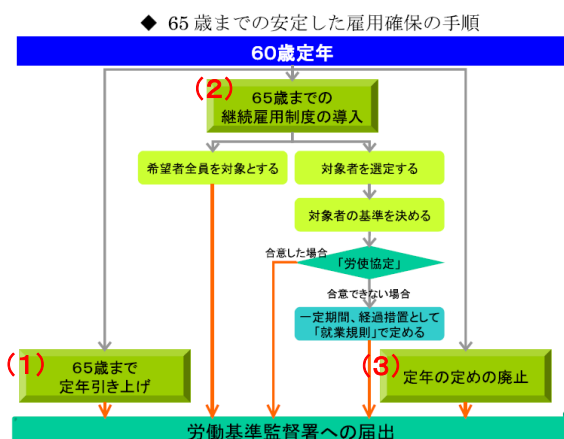 ◆ 65歳までの安定した雇用確保の手順
60歳定年
(2)
65歳までの
継続雇用制度の導入
希望者全員を対象とする
対象者を選定する
対象者の基準を決める
合意した場合
「労使協定」
合意できない場合
一定期間、経過措置として
「就業規則」で定める
(1)
65歳まで
定年引き上げ
(3)
定年の定めの廃止
労働基準監督署への届出